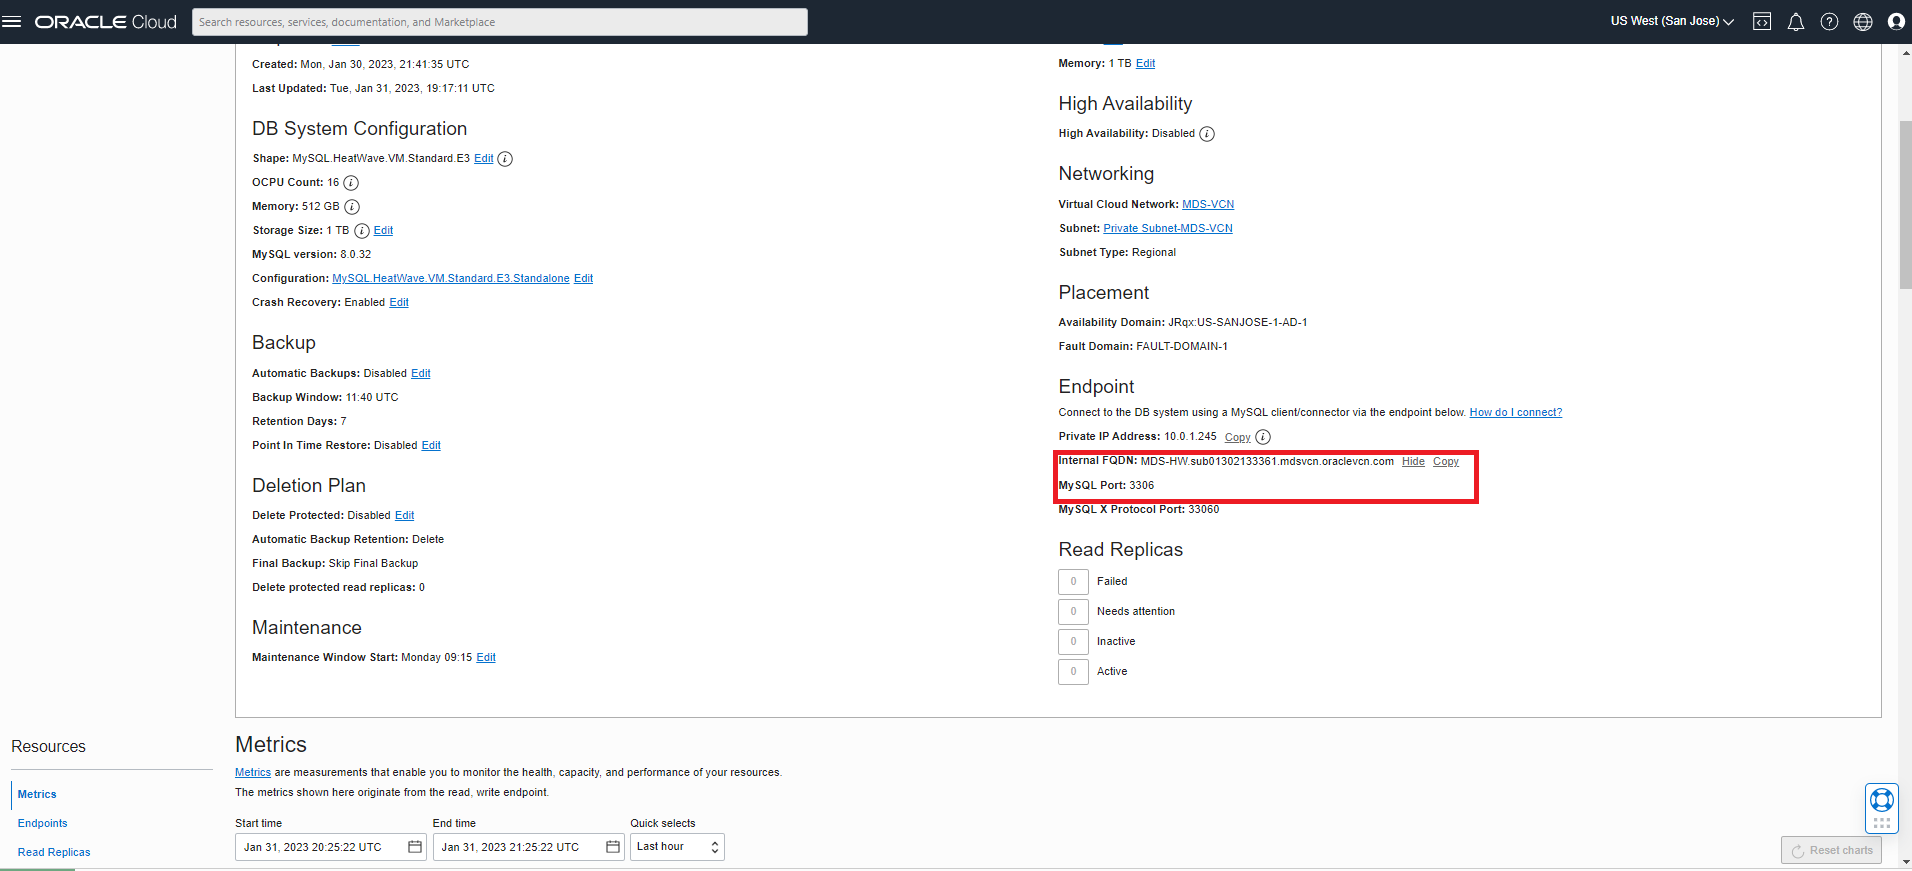 ORACLE Cloud
Search resources, services, documentation, and Marketplace
US West (San Jose)
Created: Mon, Jan 30, 2023, 21:41:35 UTC
Last Updated: Tue, Jan 31, 2023, 19:17:11 UTC
DB System Configuration
Shape: MySQL.HeatWave.VM.Standard.E3 Edit
OCPU Count: 16
Memory: 512 GB
Storage Size: 1 TB Edit
MySQL version: 8.0.32
Configuration: MySQL.HeatWave.VM.Standard.E3.Standalone Edit
Crash Recovery: Enabled Edit
Backup
Automatic Backups: Disabled Edit
Backup Window: 11:40 UTC
Retention Days: 7
Point In Time Restore: Disabled Edit
Deletion Plan
Delete Protected: Disabled Edit
Automatic Backup Retention: Delete
Final Backup: Skip Final Backup
Delete protected read replicas: 0
Maintenance
Maintenance Window Start: Monday 09:15 Edit
Memory: 1 TB Edit
High Availability
High Availability: Disabled
Networking
Virtual Cloud Network: MDS-VCN
Subnet: Private Subnet-MDS-VCN
Subnet Type: Regional
Placement
Availability Domain: JRqx:US-SANJOSE-1-AD-1
Fault Domain: FAULT-DOMAIN-1
Endpoint
Connect to the DB system using a MySQL client/connector via the endpoint below. How do I connect?
Private IP Address: 10.0.1.245 Copy
Internal FQDN: MDS-HW.sub01302133361.mdsvcn.oraclevcn.com Hide Copy
MySQL Port: 3306
MySQL X Protocol Port: 33060
Read Replicas
0 Failed
0 Needs attention
0 Inactive
0 Active
Resources
Metrics
Endpoints
Read Replicas
Metrics
Metrics are measurements that enable you to monitor the health, capacity, and performance of your resources.
The metrics shown here originate from the read, write endpoint.
Start time End time Quick selects
Jan 31, 2023 20:25:22 UTC Jan 31, 2023 21:25:22 UTC Last hour
Reset charts